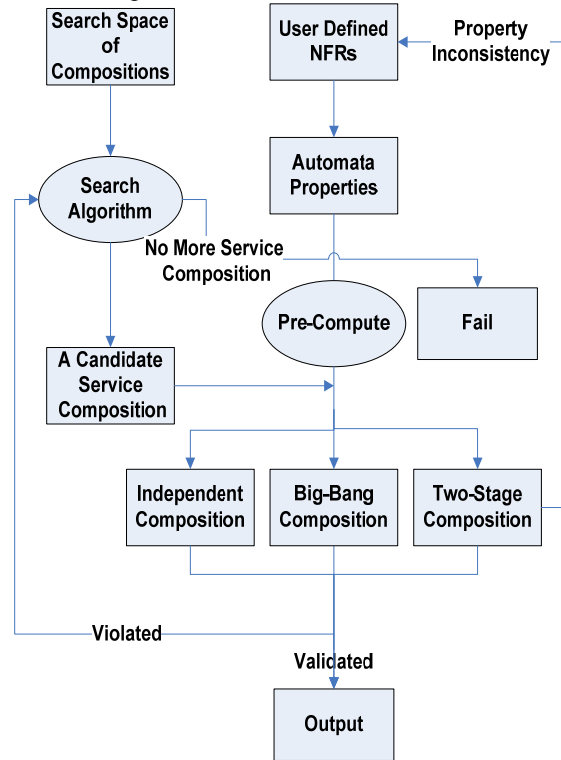 Search Space
of
Compositions
User Defined
NFRs
Property
Inconsistency
Automata
Properties
Search
Algorithm
No More Service
Composition
Pre-Compute
Fail
A Candidate
Service
Composition
Independent
Composition
Big-Bang
Composition
Two-Stage
Composition
Violated
Validated
Output